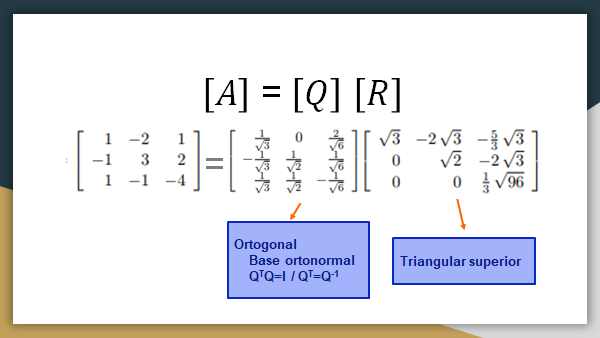 [A] = [Q] [R]
[ 1 −2 1 ] = [ 1/√3 0 2/√6 ] [ √3 −2√3 −5/3 √3 ]
[ −1 3 2 ] [ −1/√3 1/√2 1/√6 ] [ 0 √2 −2√3 ]
[ 1 −1 −4 ] [ 1/√3 1/√2 −1/√6 ] [ 0 0 1/3 √96 ]
Ortogonal
Base ortonormal
QᵀQ=I / Qᵀ=Q⁻¹
Triangular superior